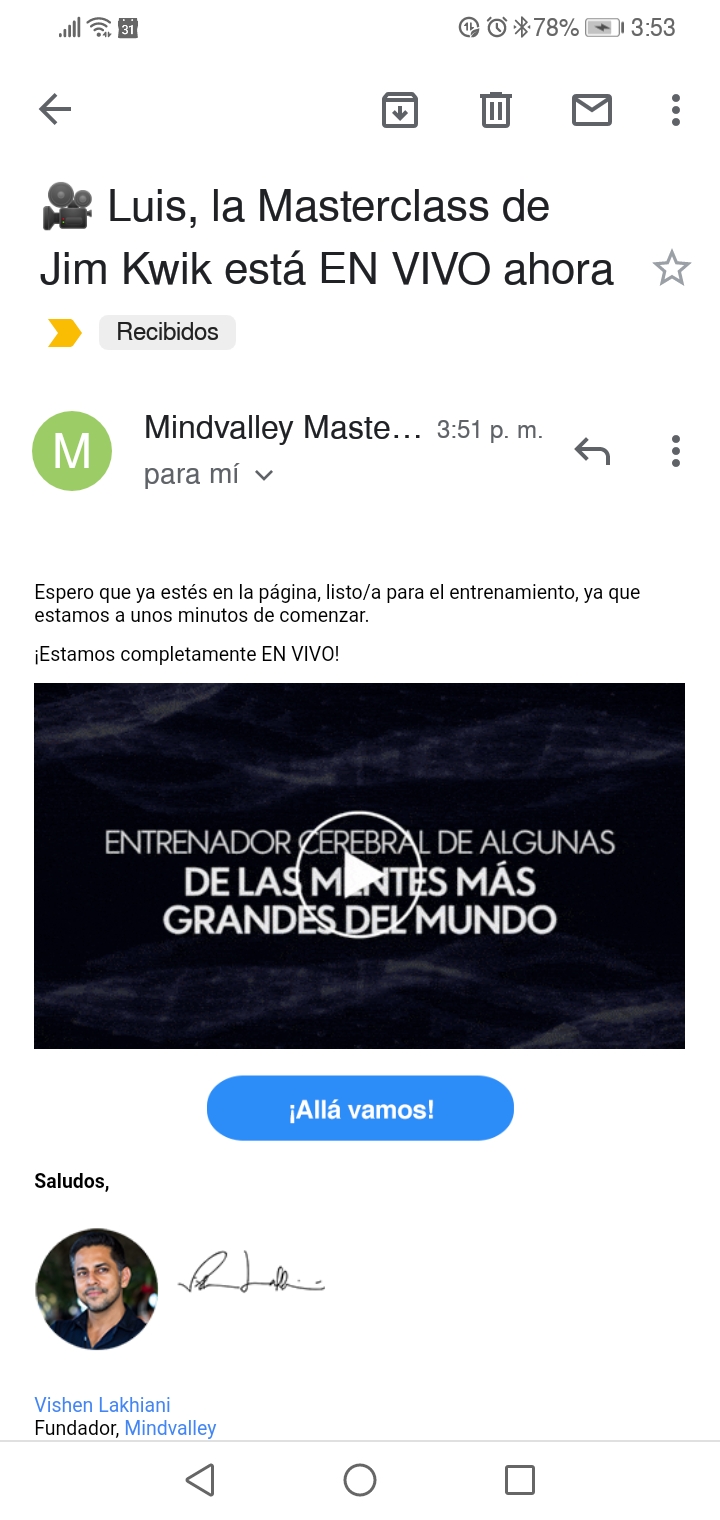 31 78% 3:53
Luis, la Masterclass de
Jim Kwik está EN VIVO ahora
Recibidos
M
Mindvalley Maste... 3:51 p. m.
para mí
Espero que ya estés en la página, listo/a para el entrenamiento, ya que
estamos a unos minutos de comenzar.
¡Estamos completamente EN VIVO!
ENTRENADOR CEREBRAL DE ALGUNAS
DE LAS MENTES MÁS
GRANDES DEL MUNDO
¡Allá vamos!
Saludos,
Vishen Lakhiani
Fundador, Mindvalley